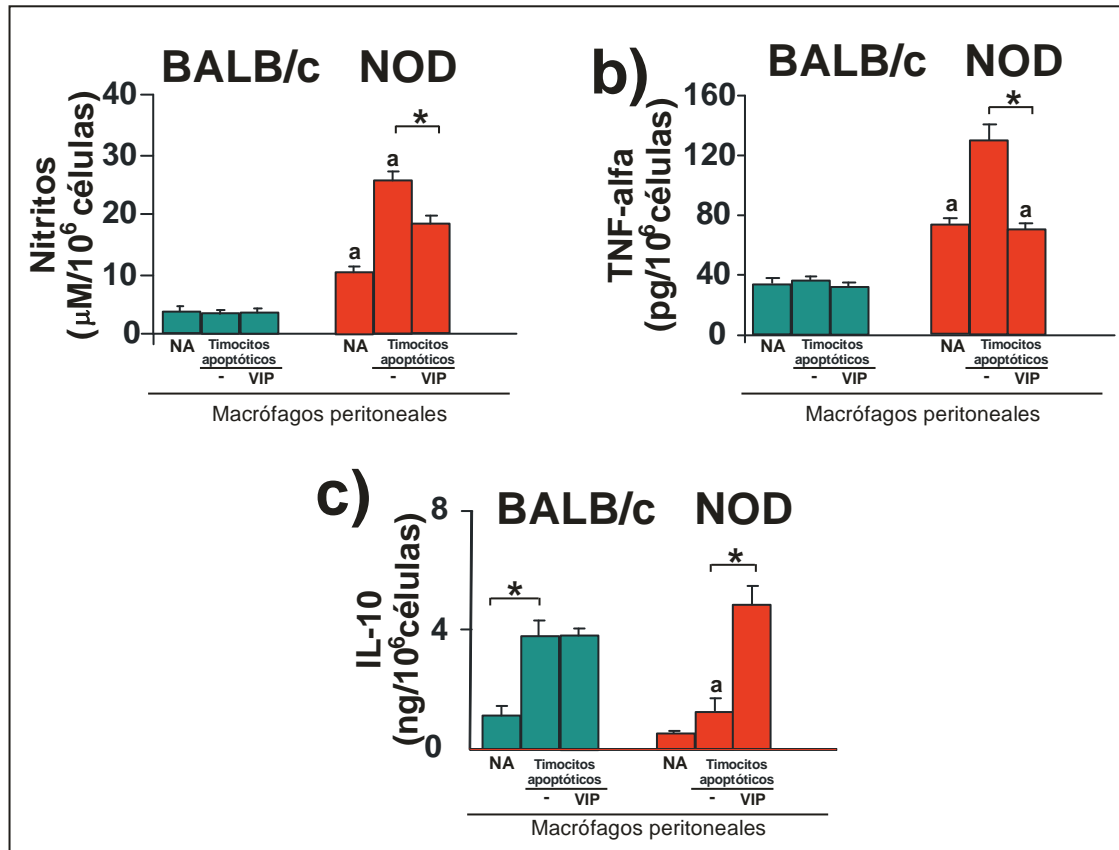 BALB/c NOD
Nitritos
(µM/10⁶ células)
40
30
20
10
0
*
a
a
NA
Timocitos
apoptóticos
- VIP
NA
Timocitos
apoptóticos
- VIP
Macrófagos peritoneales
b)
BALB/c NOD
TNF-alfa
(pg/10⁶células)
160
120
80
40
0
*
a
a
NA
Timocitos
apoptóticos
- VIP
NA
Timocitos
apoptóticos
- VIP
Macrófagos peritoneales
c)
BALB/c NOD
IL-10
(ng/10⁶células)
8
4
0
*
*
a
NA
Timocitos
apoptóticos
- VIP
NA
Timocitos
apoptóticos
- VIP
Macrófagos peritoneales